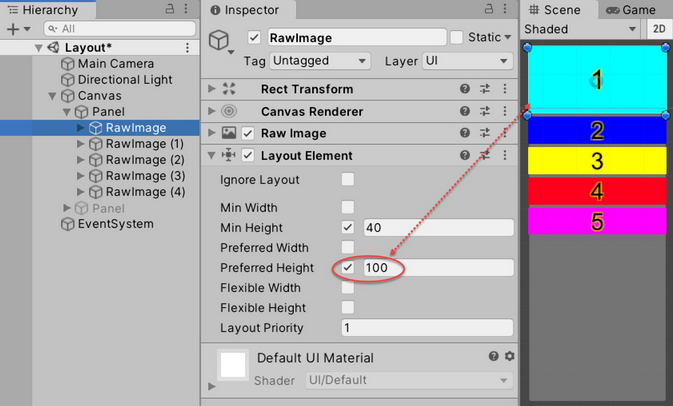 Hierarchy
All
Layout*
Main Camera
Directional Light
Canvas
Panel
RawImage
RawImage (1)
RawImage (2)
RawImage (3)
RawImage (4)
Panel
EventSystem
Inspector
RawImage
Static
Tag Untagged Layer UI
Rect Transform
Canvas Renderer
Raw Image
Layout Element
Ignore Layout
Min Width
Min Height 40
Preferred Width
Preferred Height 100
Flexible Width
Flexible Height
Layout Priority 1
Default UI Material
Shader UI/Default
Scene Game
Shaded 2D
1
2
3
4
5